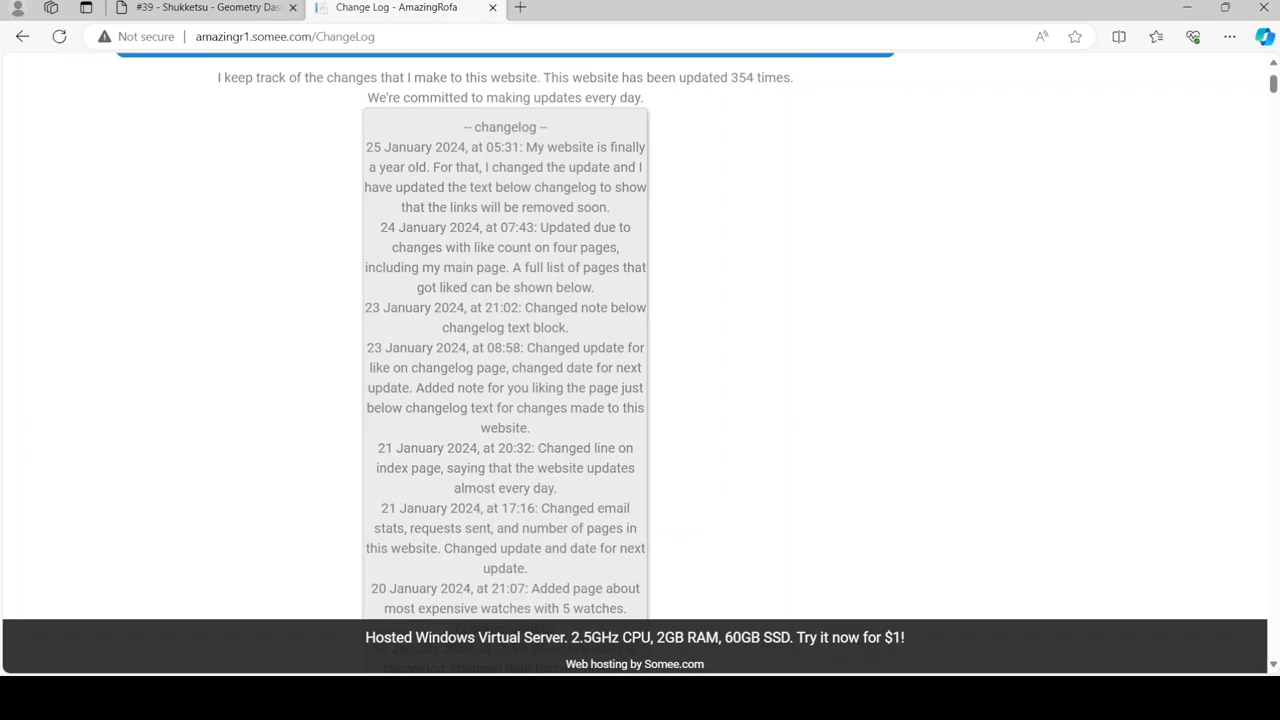 #39 - Shukketsu - Geometry Das
Change Log - AmazingRofa
Not secure
amazingr1.somee.com/ChangeLog
I keep track of the changes that I make to this website. This website has been updated 354 times.
We're committed to making updates every day.
-- changelog --
25 January 2024, at 05:31: My website is finally
a year old. For that, I changed the update and I
have updated the text below changelog to show
that the links will be removed soon.
24 January 2024, at 07:43: Updated due to
changes with like count on four pages,
including my main page. A full list of pages that
got liked can be shown below.
23 January 2024, at 21:02: Changed note below
changelog text block.
23 January 2024, at 08:58: Changed update for
like on changelog page, changed date for next
update. Added note for you liking the page just
below changelog text for changes made to this
website.
21 January 2024, at 20:32: Changed line on
index page, saying that the website updates
almost every day.
21 January 2024, at 17:16: Changed email
stats, requests sent, and number of pages in
this website. Changed update and date for next
update.
20 January 2024, at 21:07: Added page about
most expensive watches with 5 watches.
Hosted Windows Virtual Server. 2.5GHz CPU, 2GB RAM, 60GB SSD. Try it now for $1!
Web hosting by Somee.com
changelog, changed date for